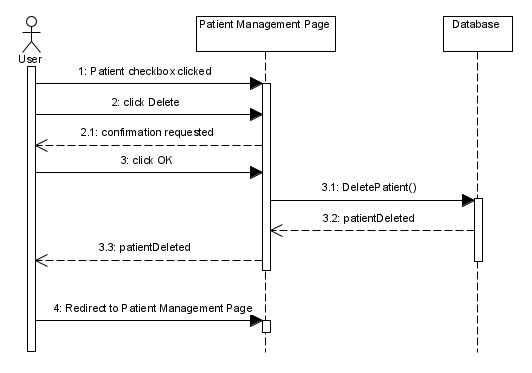 Patient Management Page
Database
User
1: Patient checkbox clicked
2: click Delete
2.1: confirmation requested
3: click OK
3.1: DeletePatient()
3.2: patientDeleted
3.3: patientDeleted
4: Redirect to Patient Management Page